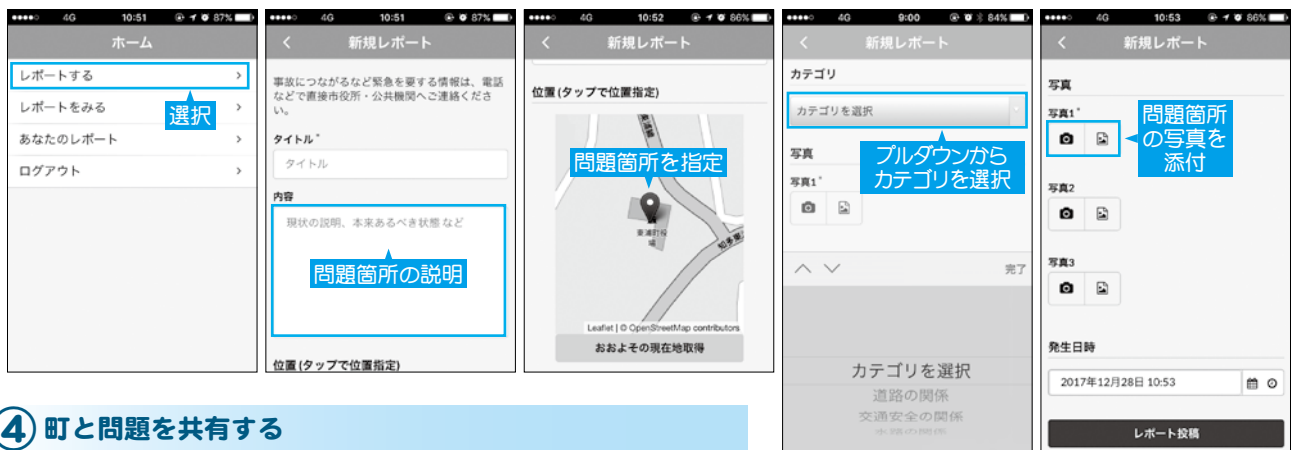 4G 10:51 87%
ホーム
レポートする
レポートをみる
あなたのレポート
ログアウト
選択
4G 10:51 87%
新規レポート
事故につながるなど緊急を要する情報は、電話
などで直接市役所・公共機関へご連絡くださ
い。
タイトル*
タイトル
内容
現状の説明、本来あるべき状態 など
問題箇所の説明
位置 (タップで位置指定)
4G 10:52 86%
新規レポート
位置 (タップで位置指定)
東浦線
問題箇所を指定
東浦町役
場
知多東
Leaflet | © OpenStreetMap contributors
おおよその現在地取得
4G 9:00 84%
新規レポート
カテゴリ
カテゴリを選択
プルダウンから
カテゴリを選択
写真
写真1*
完了
カテゴリを選択
道路の関係
交通安全の関係
4G 10:53 86%
新規レポート
写真
写真1*
問題箇所
の写真を
添付
写真2
写真3
発生日時
2017年12月28日 10:53
レポート投稿
④ 町と問題を共有する